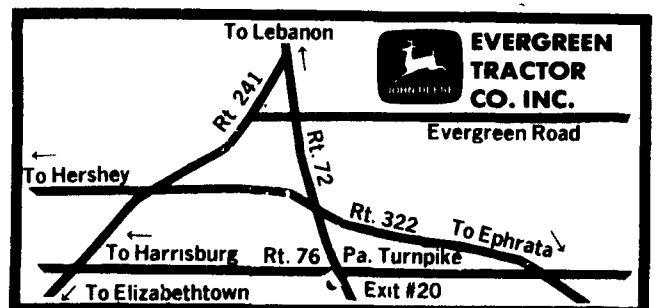 To Lebanon
JOHN DEERE
EVERGREEN
TRACTOR
CO. INC.
Evergreen Road
Rt. 241
Rt. 72
To Hershey
Rt. 322
To Ephrata
To Harrisburg
Rt. 76
Pa. Turnpike
To Elizabethtown
Exit #20